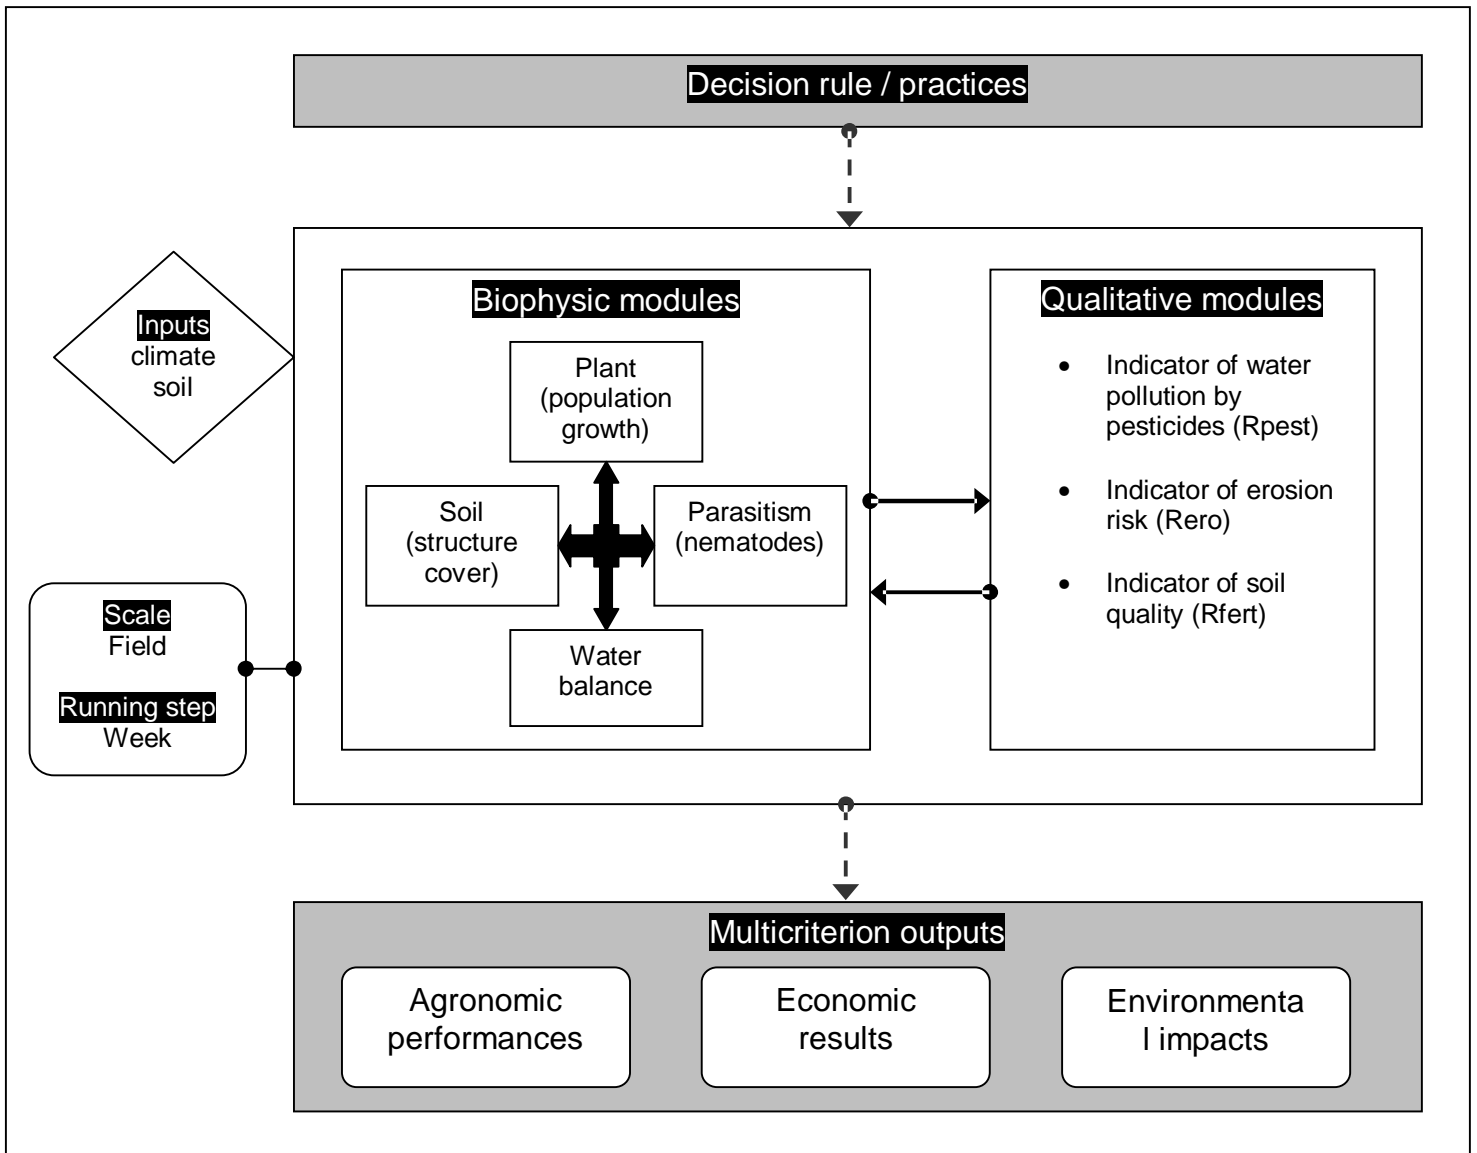 Decision rule / practices
Inputs
climate
soil
Scale
Field
Running step
Week
Biophysic modules
Plant
(population
growth)
Soil
(structure
cover)
Parasitism
(nematodes)
Water
balance
Qualitative modules
• Indicator of water
pollution by
pesticides (Rpest)
• Indicator of erosion
risk (Rero)
• Indicator of soil
quality (Rfert)
Multicriterion outputs
Agronomic
performances
Economic
results
Environmenta
l impacts